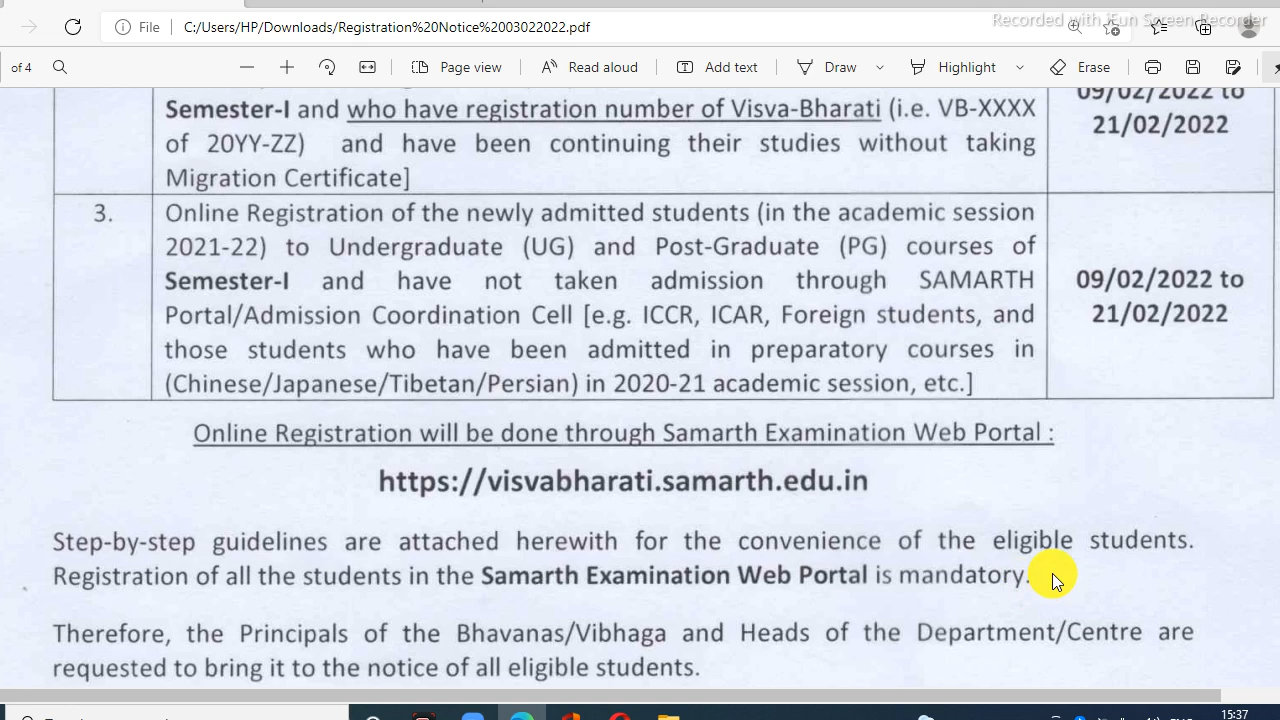 Recorded with iFun Screen Recorder
File C:/Users/HP/Downloads/Registration%20Notice%2003022022.pdf
of 4 Page view Read aloud Add text Draw Highlight Erase
09/02/2022 to
Semester-I and who have registration number of Visva-Bharati (i.e. VB-XXXX
21/02/2022
of 20YY-ZZ) and have been continuing their studies without taking
Migration Certificate]
3. Online Registration of the newly admitted students (in the academic session
2021-22) to Undergraduate (UG) and Post-Graduate (PG) courses of
Semester-I and have not taken admission through SAMARTH
09/02/2022 to
Portal/Admission Coordination Cell [e.g. ICCR, ICAR, Foreign students, and
21/02/2022
those students who have been admitted in preparatory courses in
(Chinese/Japanese/Tibetan/Persian) in 2020-21 academic session, etc.]
Online Registration will be done through Samarth Examination Web Portal :
https://visvabharati.samarth.edu.in
Step-by-step guidelines are attached herewith for the convenience of the eligible students.
Registration of all the students in the Samarth Examination Web Portal is mandatory.
Therefore, the Principals of the Bhavanas/Vibhaga and Heads of the Department/Centre are
requested to bring it to the notice of all eligible students.
15:37